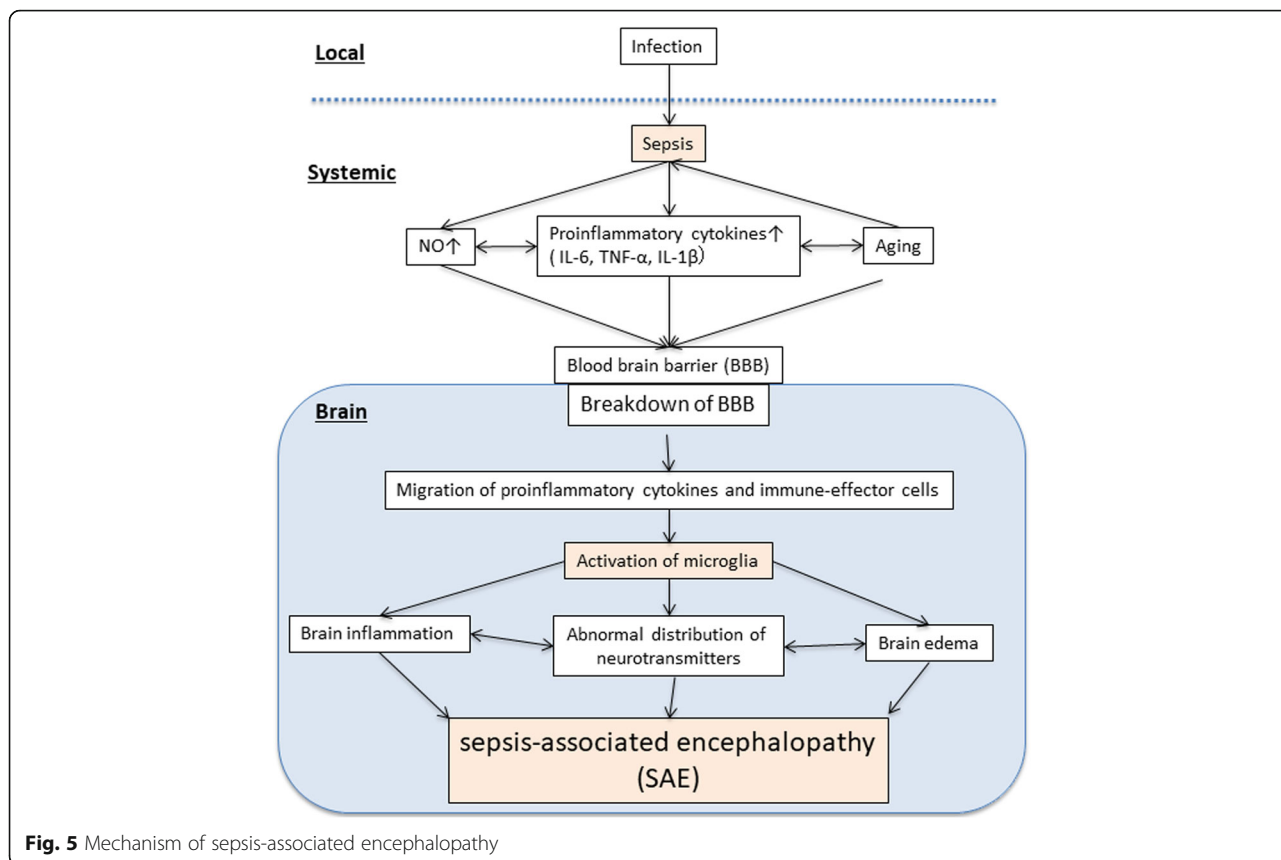 Local
Infection
Sepsis
Systemic
NO↑
Proinflammatory cytokines↑
( IL-6, TNF-α, IL-1β)
Aging
Blood brain barrier (BBB)
Breakdown of BBB
Brain
Migration of proinflammatory cytokines and immune-effector cells
Activation of microglia
Brain inflammation
Abnormal distribution of
neurotransmitters
Brain edema
sepsis-associated encephalopathy
(SAE)
Fig. 5 Mechanism of sepsis-associated encephalopathy